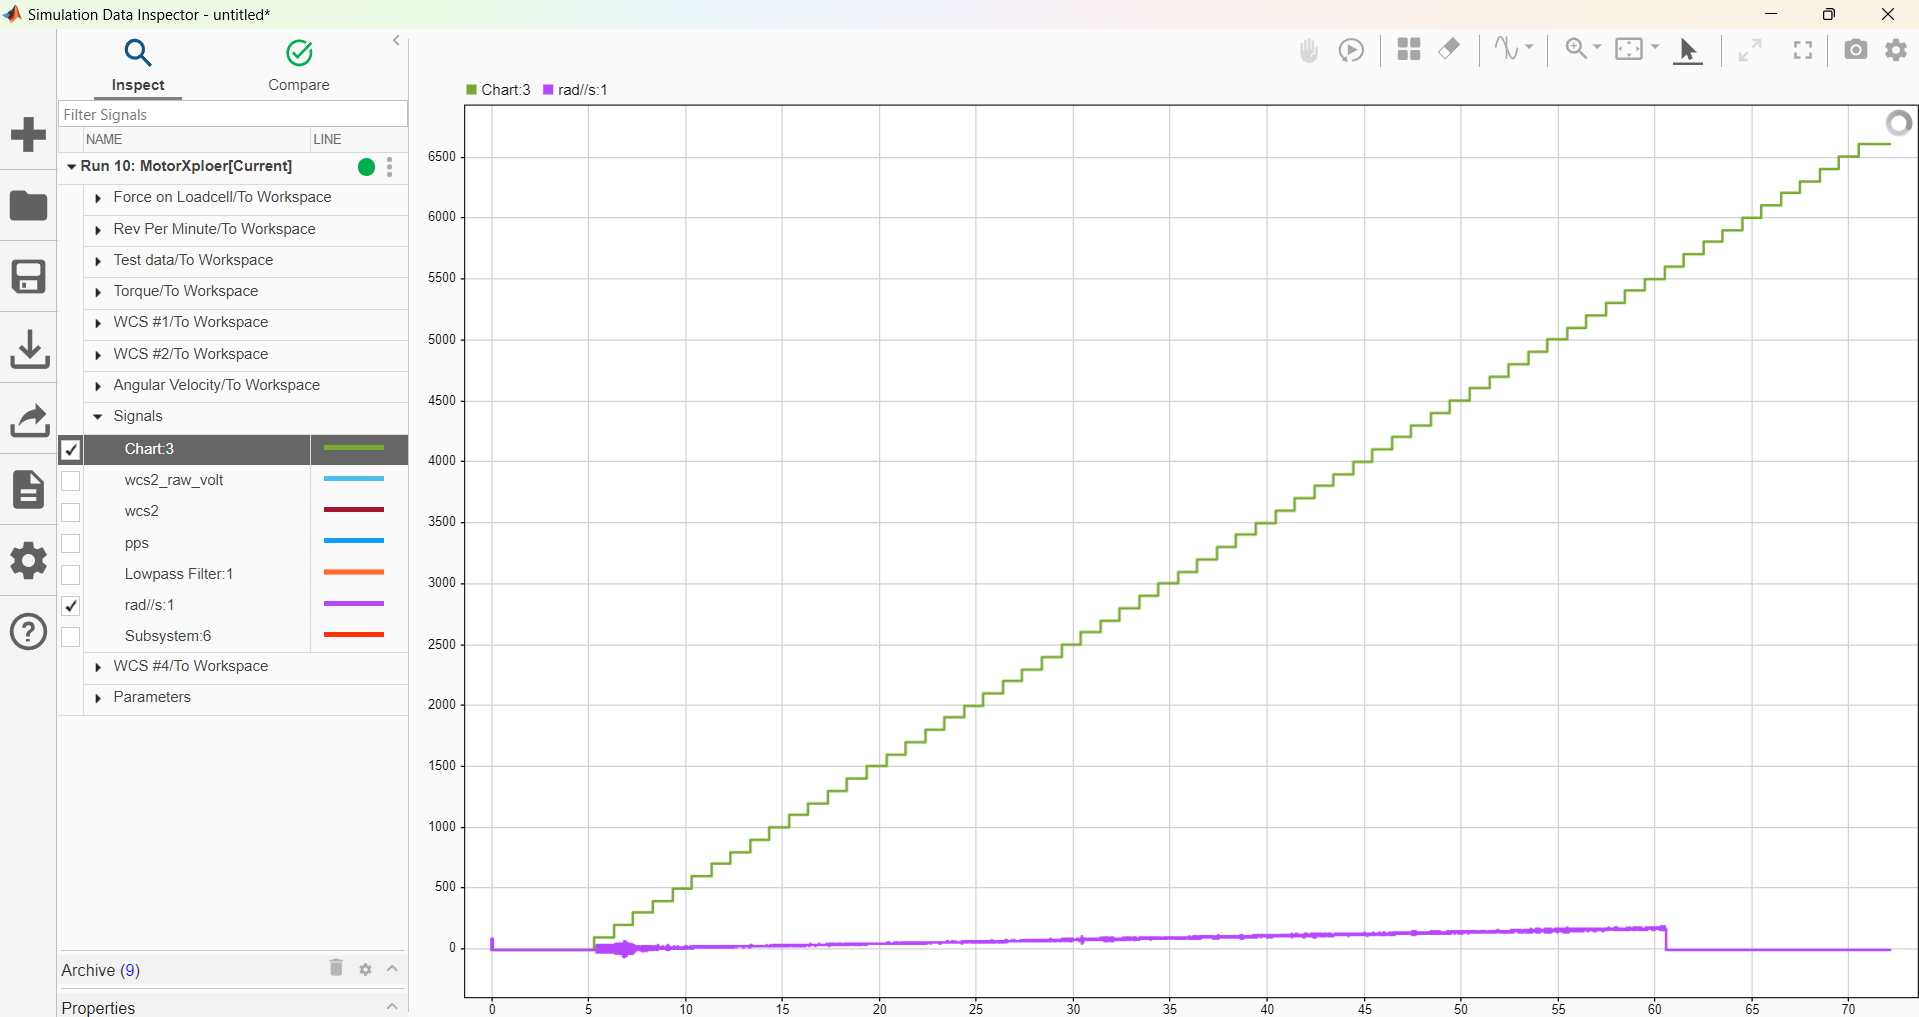 Simulation Data Inspector - untitled*
Inspect
Compare
Filter Signals
NAME
LINE
Run 10: MotorXploer[Current]
Force on Loadcell/To Workspace
Rev Per Minute/To Workspace
Test data/To Workspace
Torque/To Workspace
WCS #1/To Workspace
WCS #2/To Workspace
Angular Velocity/To Workspace
Signals
Chart:3
wcs2_raw_volt
wcs2
pps
Lowpass Filter:1
rad//s:1
Subsystem:6
WCS #4/To Workspace
Parameters
Archive (9)
Properties
Chart:3 rad//s:1
6500
6000
5500
5000
4500
4000
3500
3000
2500
2000
1500
1000
500
0
0 5 10 15 20 25 30 35 40 45 50 55 60 65 70